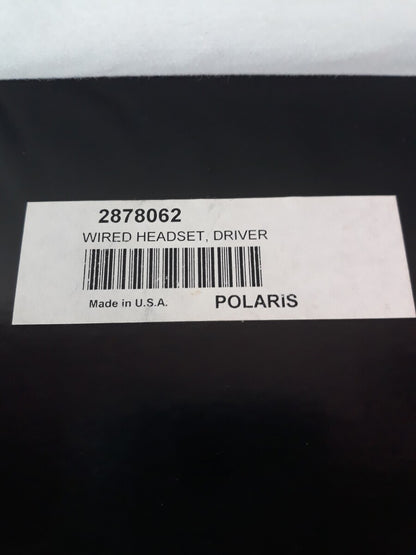 2878062
WIRED HEADSET, DRIVER
Made in U.S.A. POLARiS